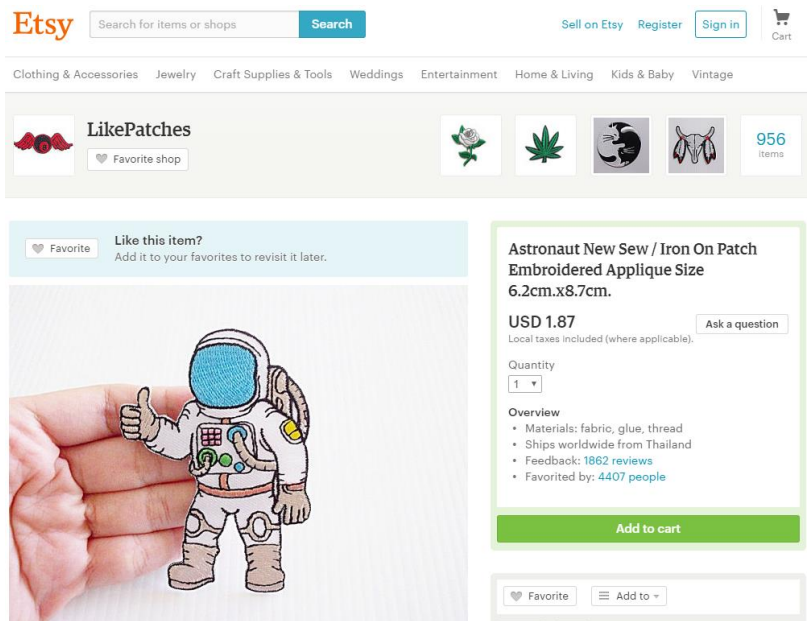 Etsy
Search for items or shops
Search
Sell on Etsy
Register
Sign in
Cart
Clothing & Accessories Jewelry Craft Supplies & Tools Weddings Entertainment Home & Living Kids & Baby Vintage
LikePatches
Favorite shop
956
items
Favorite
Like this item?
Add it to your favorites to revisit it later.
Astronaut New Sew / Iron On Patch
Embroidered Applique Size
6.2cm.x8.7cm.
USD 1.87
Ask a question
Local taxes included (where applicable).
Quantity
1
Overview
• Materials: fabric, glue, thread
• Ships worldwide from Thailand
• Feedback: 1862 reviews
• Favorited by: 4407 people
Add to cart
Favorite
Add to